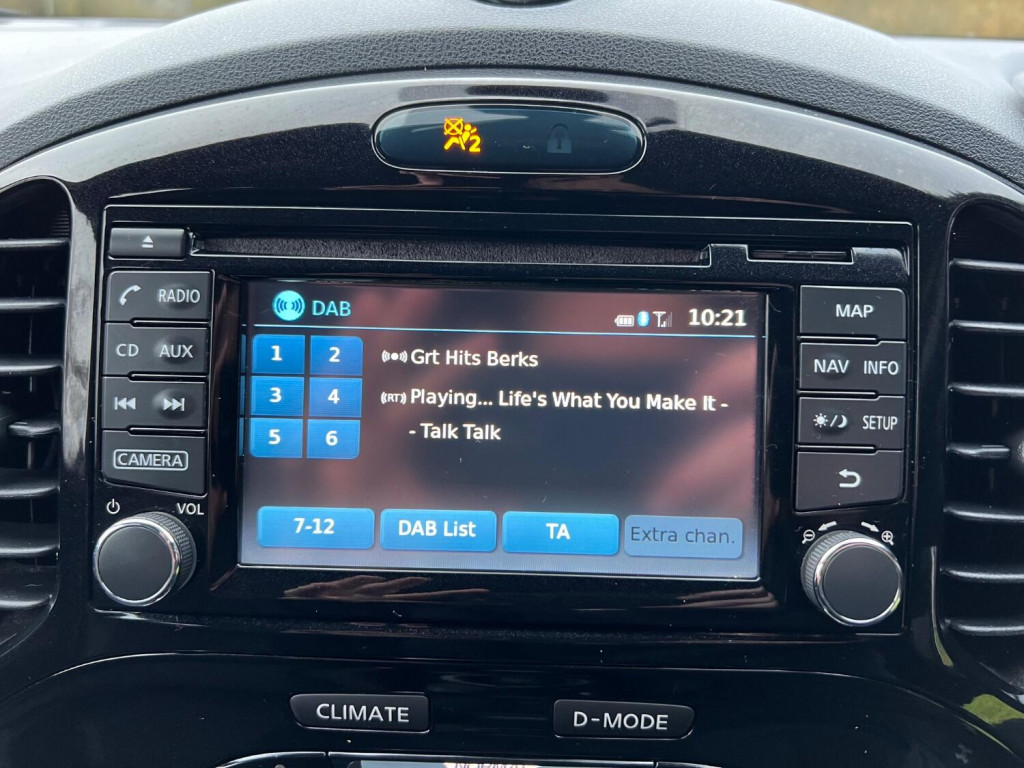 2
RADIO
CD AUX
CAMERA
VOL
DAB
10:21
1 2
3 4
5 6
Grt Hits Berks
(RT) Playing... Life's What You Make It -
- Talk Talk
7-12
DAB List
TA
Extra chan.
MAP
NAV INFO
SETUP
CLIMATE
D-MODE